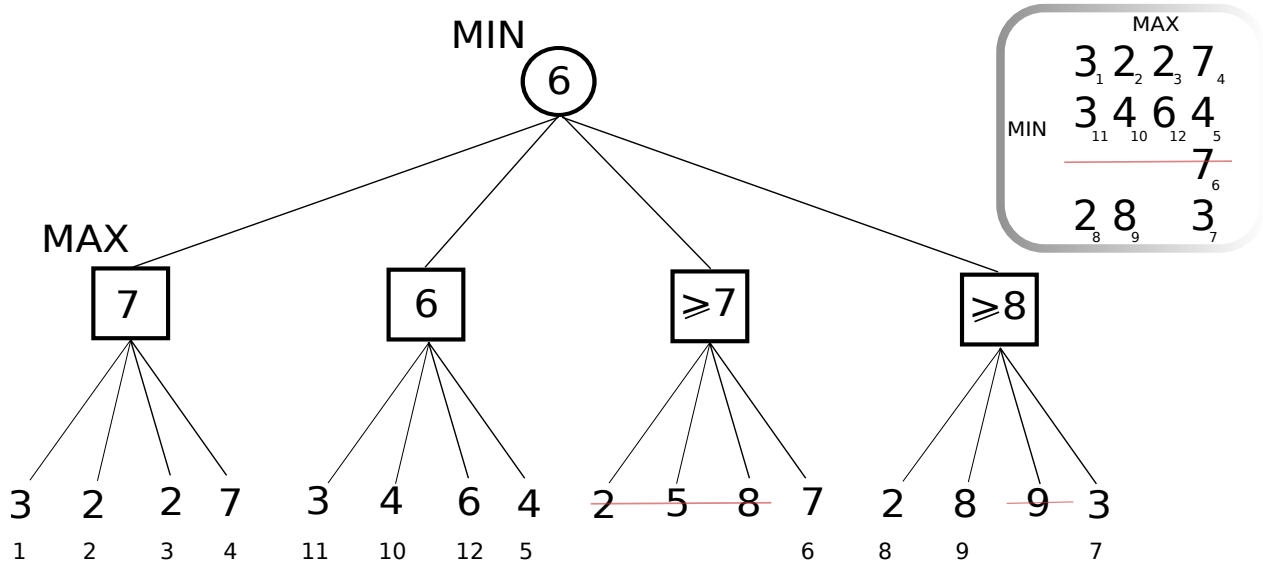 MIN
6
MAX
3 1 2 2 2 3 7 4
MIN
3 11 4 10 6 12 4 5
7 6
2 8 8 9 3 7
MAX
7 6 ⩾7 ⩾8
3 2 2 7 3 4 6 4 2 5 8 7 2 8 9 3
1 2 3 4 11 10 12 5 6 8 9 7